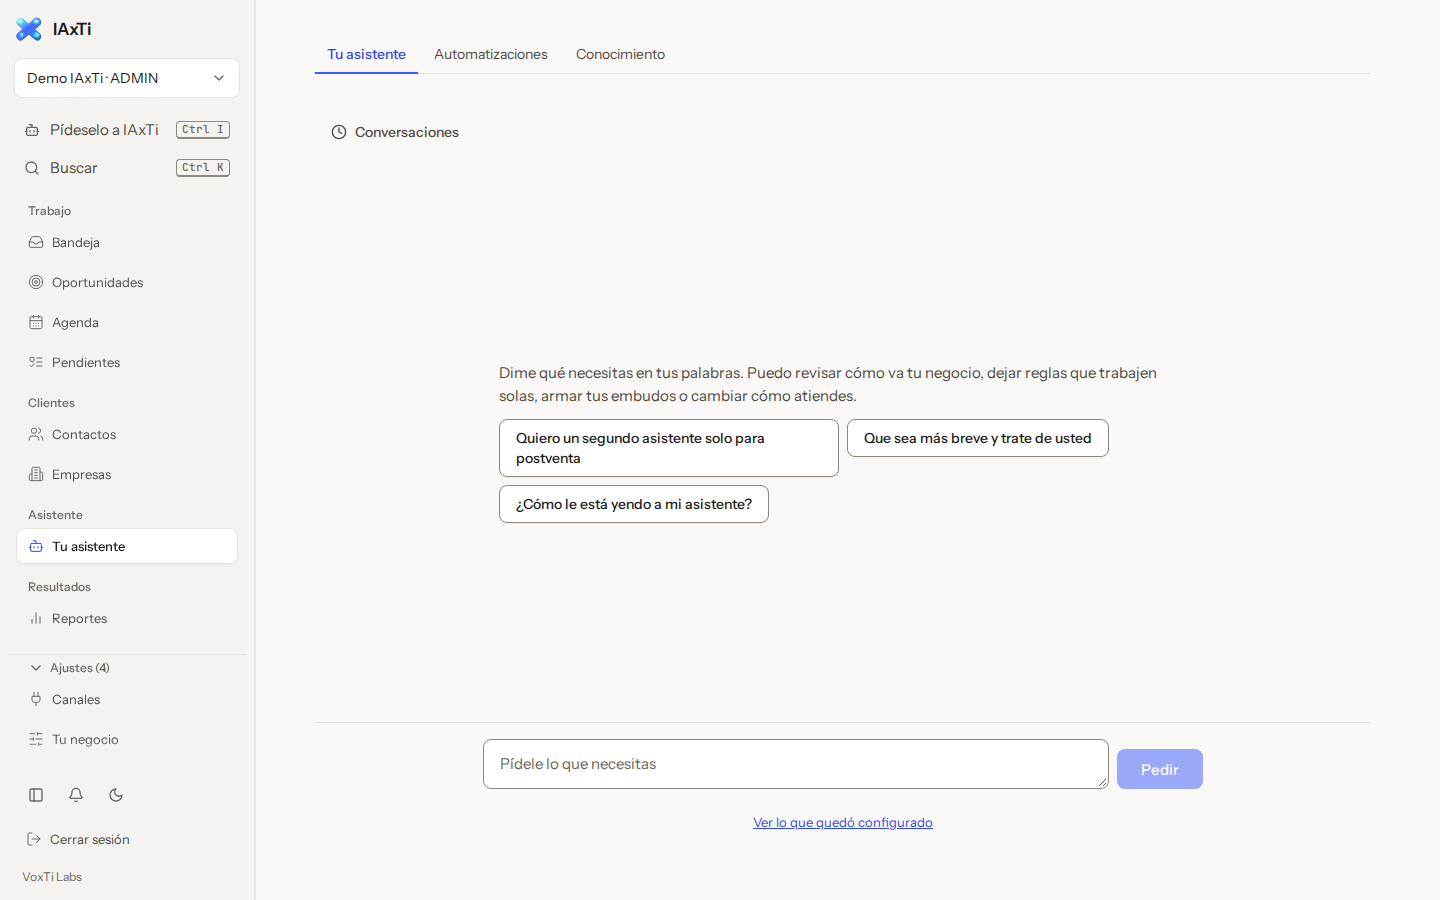 IAxTi
Demo IAxTi · ADMIN
Pídeselo a IAxTi Ctrl I
Buscar Ctrl K
Trabajo
Bandeja
Oportunidades
Agenda
Pendientes
Clientes
Contactos
Empresas
Asistente
Tu asistente
Resultados
Reportes
Ajustes (4)
Canales
Tu negocio
Cerrar sesión
VoxTi Labs
Tu asistente Automatizaciones Conocimiento
Conversaciones
Dime qué necesitas en tus palabras. Puedo revisar cómo va tu negocio, dejar reglas que trabajen
solas, armar tus embudos o cambiar cómo atiendes.
Quiero un segundo asistente solo para
postventa
Que sea más breve y trate de usted
¿Cómo le está yendo a mi asistente?
Pídele lo que necesitas
Pedir
Ver lo que quedó configurado